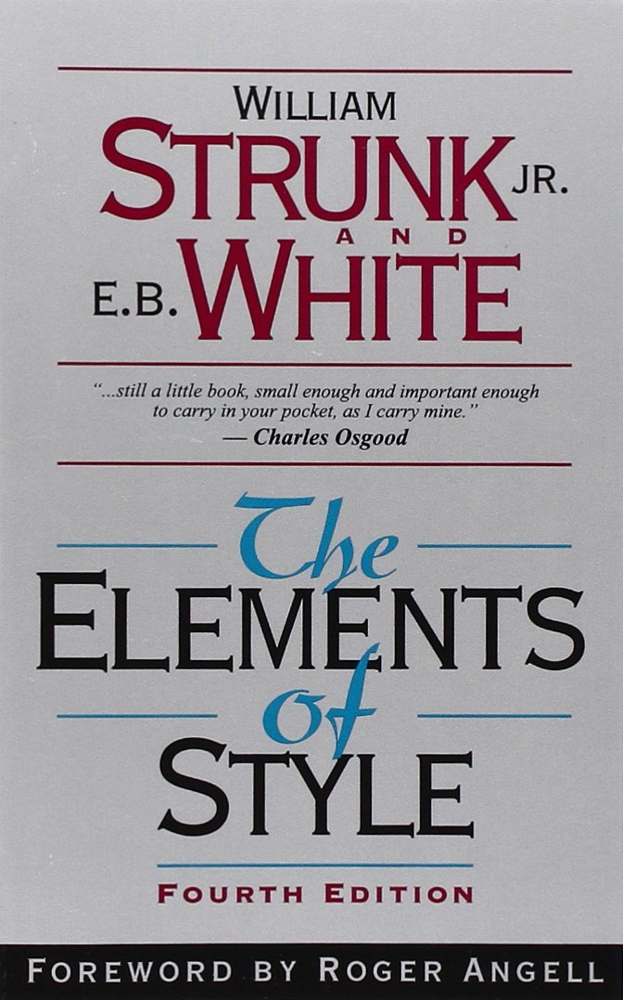 WILLIAM
STRUNK JR.
AND
E.B. WHITE
“...still a little book, small enough and important enough
to carry in your pocket, as I carry mine.”
— Charles Osgood
The
ELEMENTS
of
STYLE
FOURTH EDITION
FOREWORD BY ROGER ANGELL